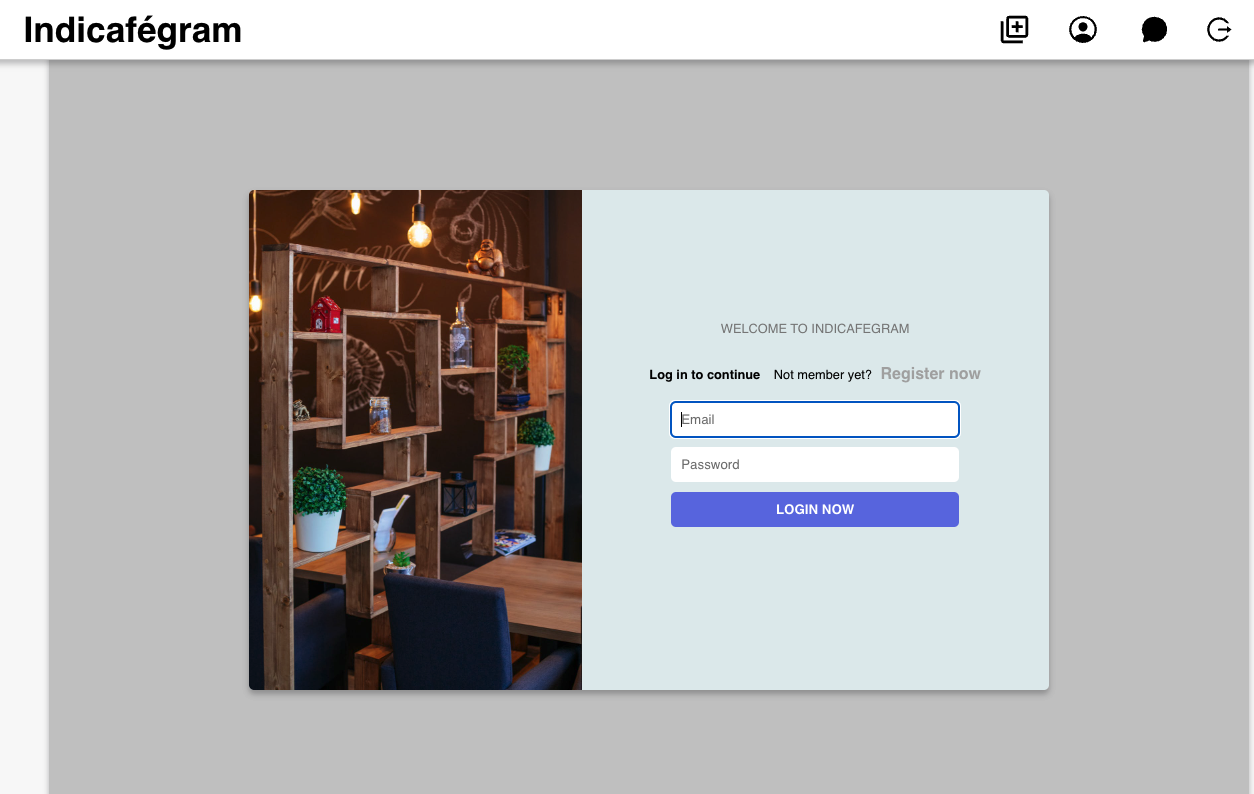 Indicafégram
WELCOME TO INDICAFEGRAM
Log in to continue Not member yet? Register now
Email
Password
LOGIN NOW